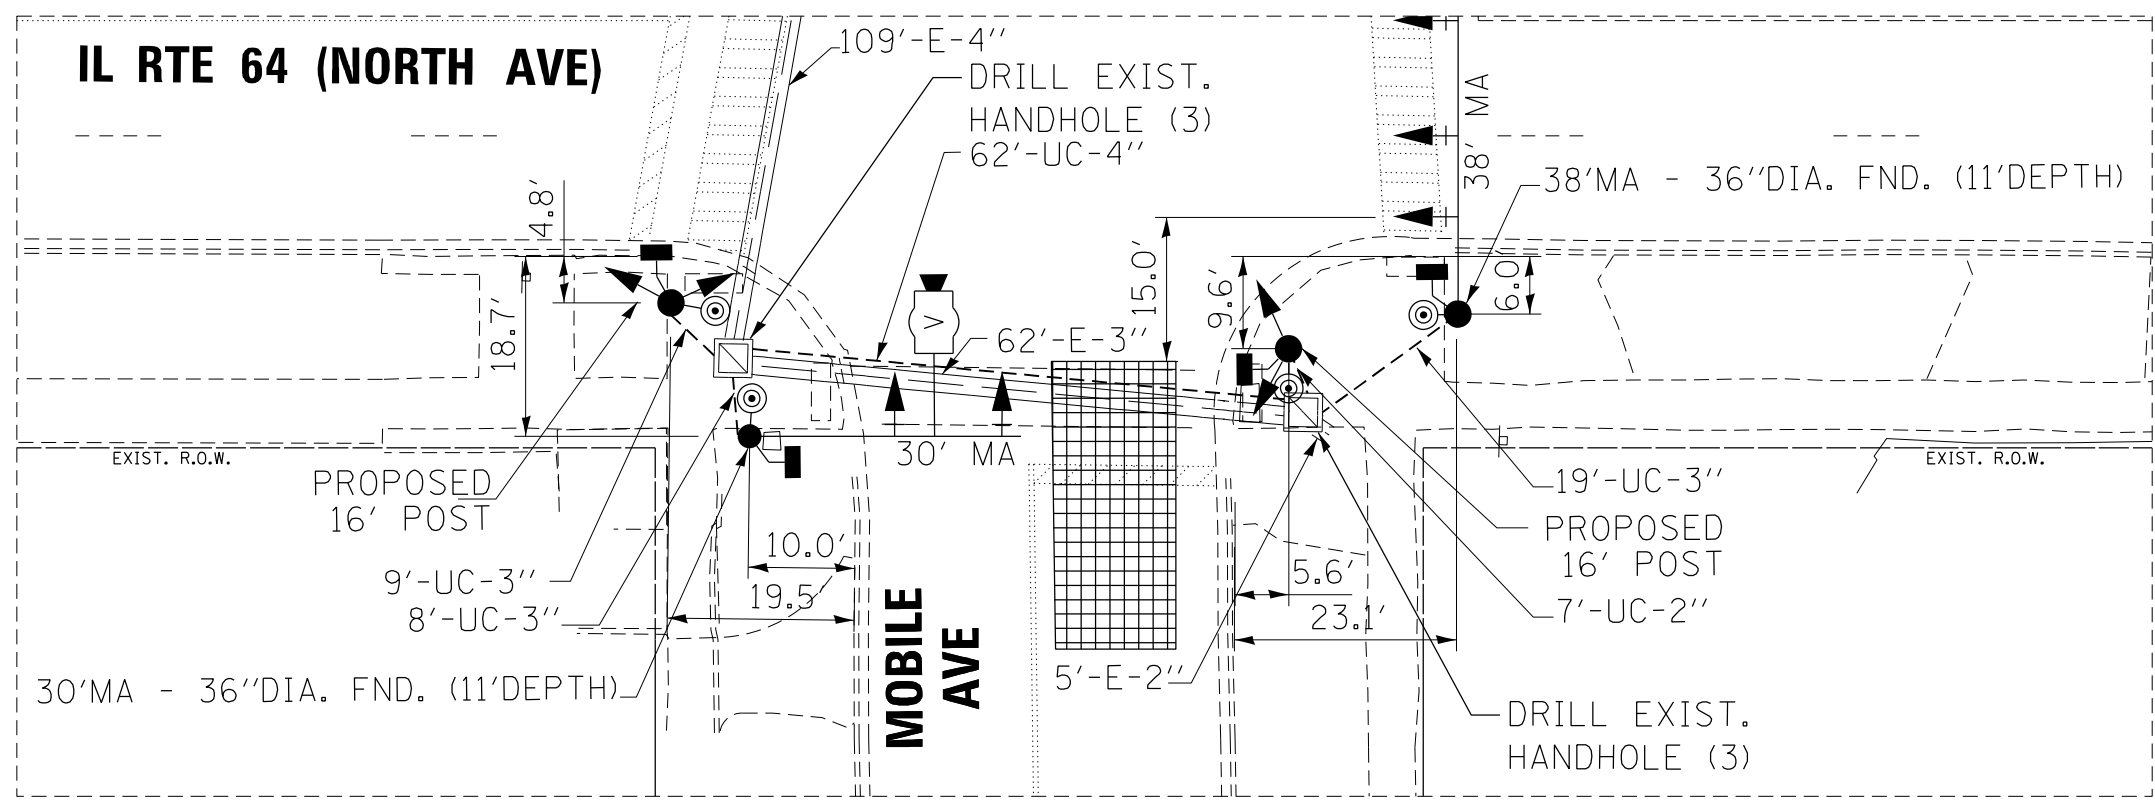 IL RTE 64 (NORTH AVE)
109'-E-4"
DRILL EXIST.
HANDHOLE (3)
62'-UC-4"
38' MA
38'MA - 36"DIA. FND. (11'DEPTH)
4.8'
18.7'
V
62'-E-3"
15.0'
9.6'
6.0'
30' MA
EXIST. R.O.W.
EXIST. R.O.W.
PROPOSED
16' POST
19'-UC-3"
PROPOSED
16' POST
10.0'
9'-UC-3"
8'-UC-3"
19.5'
5.6'
23.1'
7'-UC-2"
MOBILE
AVE
5'-E-2"
30'MA - 36"DIA. FND. (11'DEPTH)
DRILL EXIST.
HANDHOLE (3)